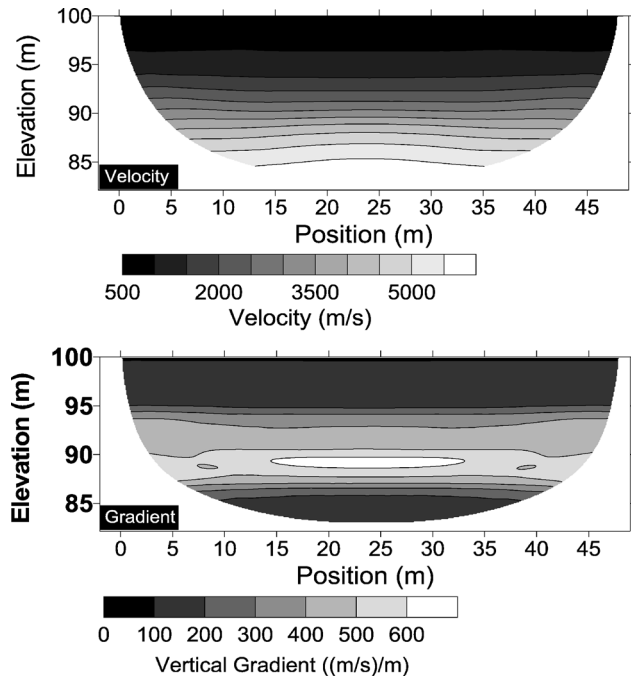 Elevation (m)
100
95
90
85
Velocity
0 5 10 15 20 25 30 35 40 45
Position (m)
500 2000 3500 5000
Velocity (m/s)
Elevation (m)
100
95
90
85
Gradient
0 5 10 15 20 25 30 35 40 45
Position (m)
0 100 200 300 400 500 600
Vertical Gradient ((m/s)/m)